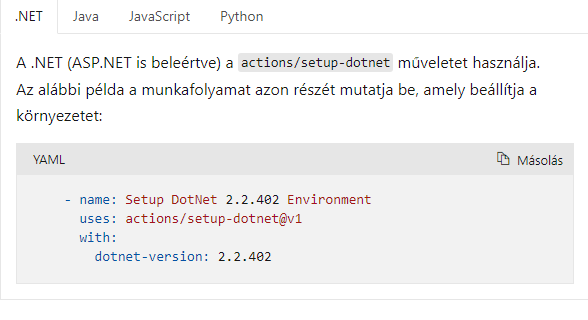 .NET Java JavaScript Python
A .NET (ASP.NET is beleértve) a actions/setup-dotnet műveletet használja.
Az alábbi példa a munkafolyamat azon részét mutatja be, amely beállítja a
környezetet:
YAML Másolás
- name: Setup DotNet 2.2.402 Environment
uses: actions/setup-dotnet@v1
with:
dotnet-version: 2.2.402